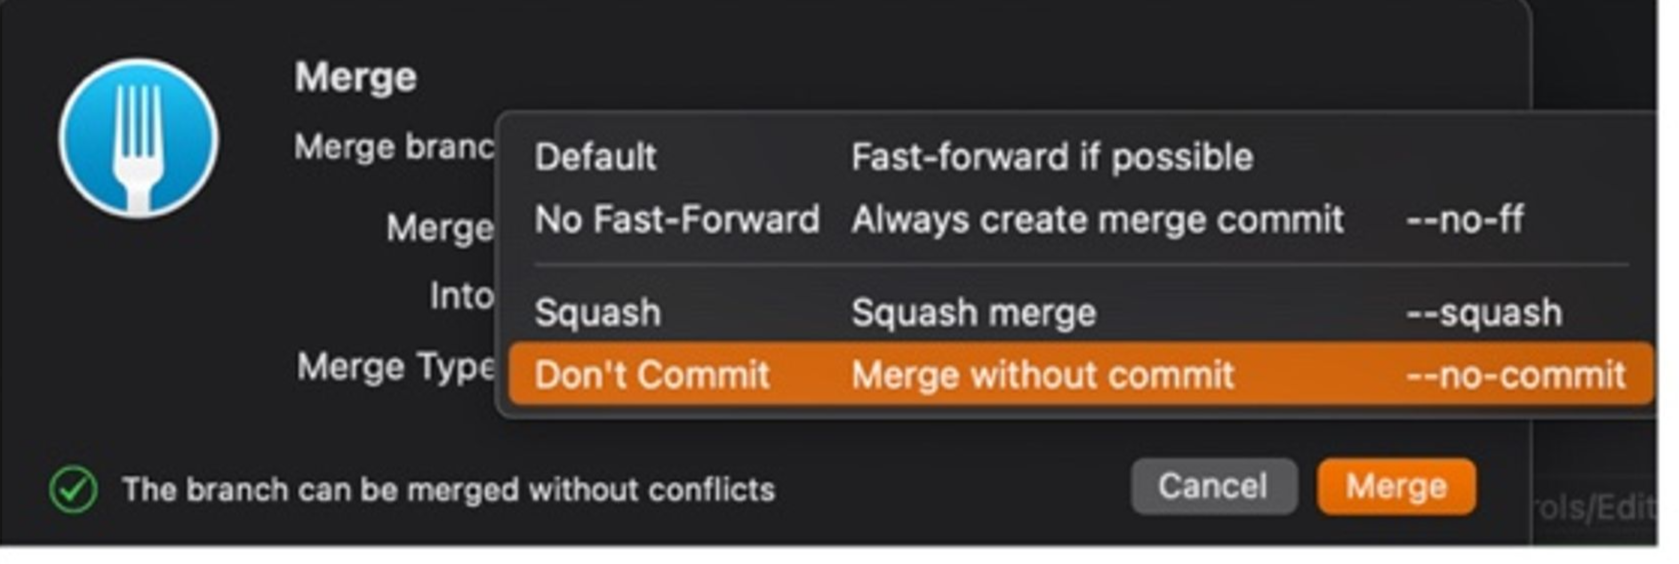 Merge
Merge branc
Default Fast-forward if possible
Merge
No Fast-Forward Always create merge commit --no-ff
Into
Squash Squash merge --squash
Merge Type
Don't Commit Merge without commit --no-commit
The branch can be merged without conflicts
Cancel Merge
rols/Edit